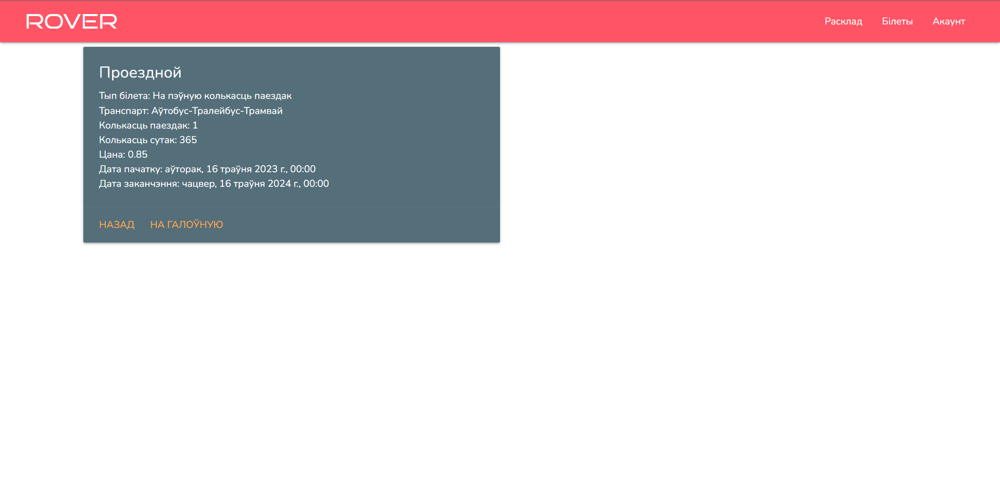 ROVER
Расклад Білеты Акаунт
Проездной
Тып білета: На пэўную колькасць паездак
Транспарт: Аўтобус-Тралейбус-Трамвай
Колькасць паездак: 1
Колькасць сутак: 365
Цана: 0.85
Дата пачатку: аўторак, 16 траўня 2023 г., 00:00
Дата заканчэння: чацвер, 16 траўня 2024 г., 00:00
НАЗАД НА ГАЛОЎНУЮ